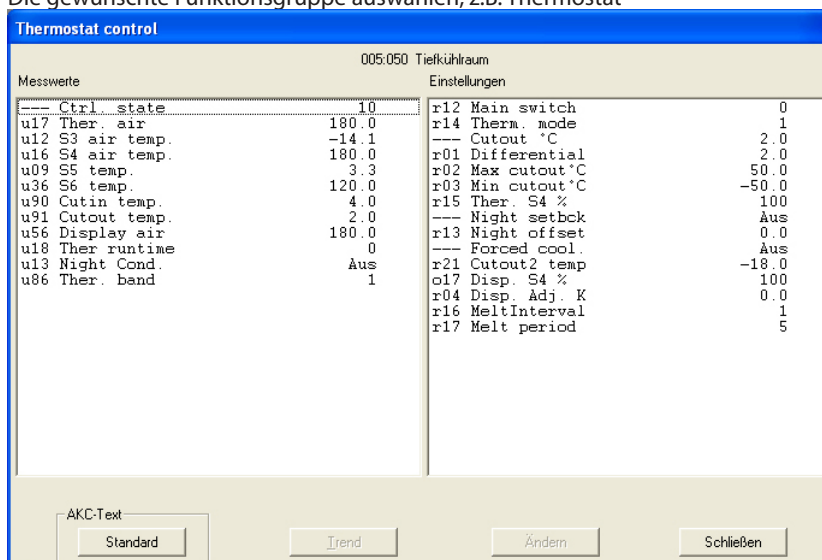 Die gewünschte Funktionsgruppe auswählen, z.B. Thermostat
Thermostat control
005:050 Tiefkühlraum
Messwerte
--- Ctrl. state 10
u17 Ther. air 180.0
u12 S3 air temp. -14.1
u16 S4 air temp. 180.0
u09 S5 temp. 3.3
u36 S6 temp. 120.0
u90 Cutin temp. 4.0
u91 Cutout temp. 2.0
u56 Display air 180.0
u18 Ther runtime 0
u13 Night Cond. Aus
u86 Ther. band 1
Einstellungen
r12 Main switch 0
r14 Therm. mode 1
--- Cutout °C 2.0
r01 Differential 2.0
r02 Max cutout°C 50.0
r03 Min cutout°C -50.0
r15 Ther. S4 % 100
--- Night setbck Aus
r13 Night offset 0.0
--- Forced cool. Aus
r21 Cutout2 temp -18.0
o17 Disp. S4 % 100
r04 Disp. Adj. K 0.0
r16 MeltInterval 1
r17 Melt period 5
AKC-Text
Standard
Trend
Ändern
Schließen